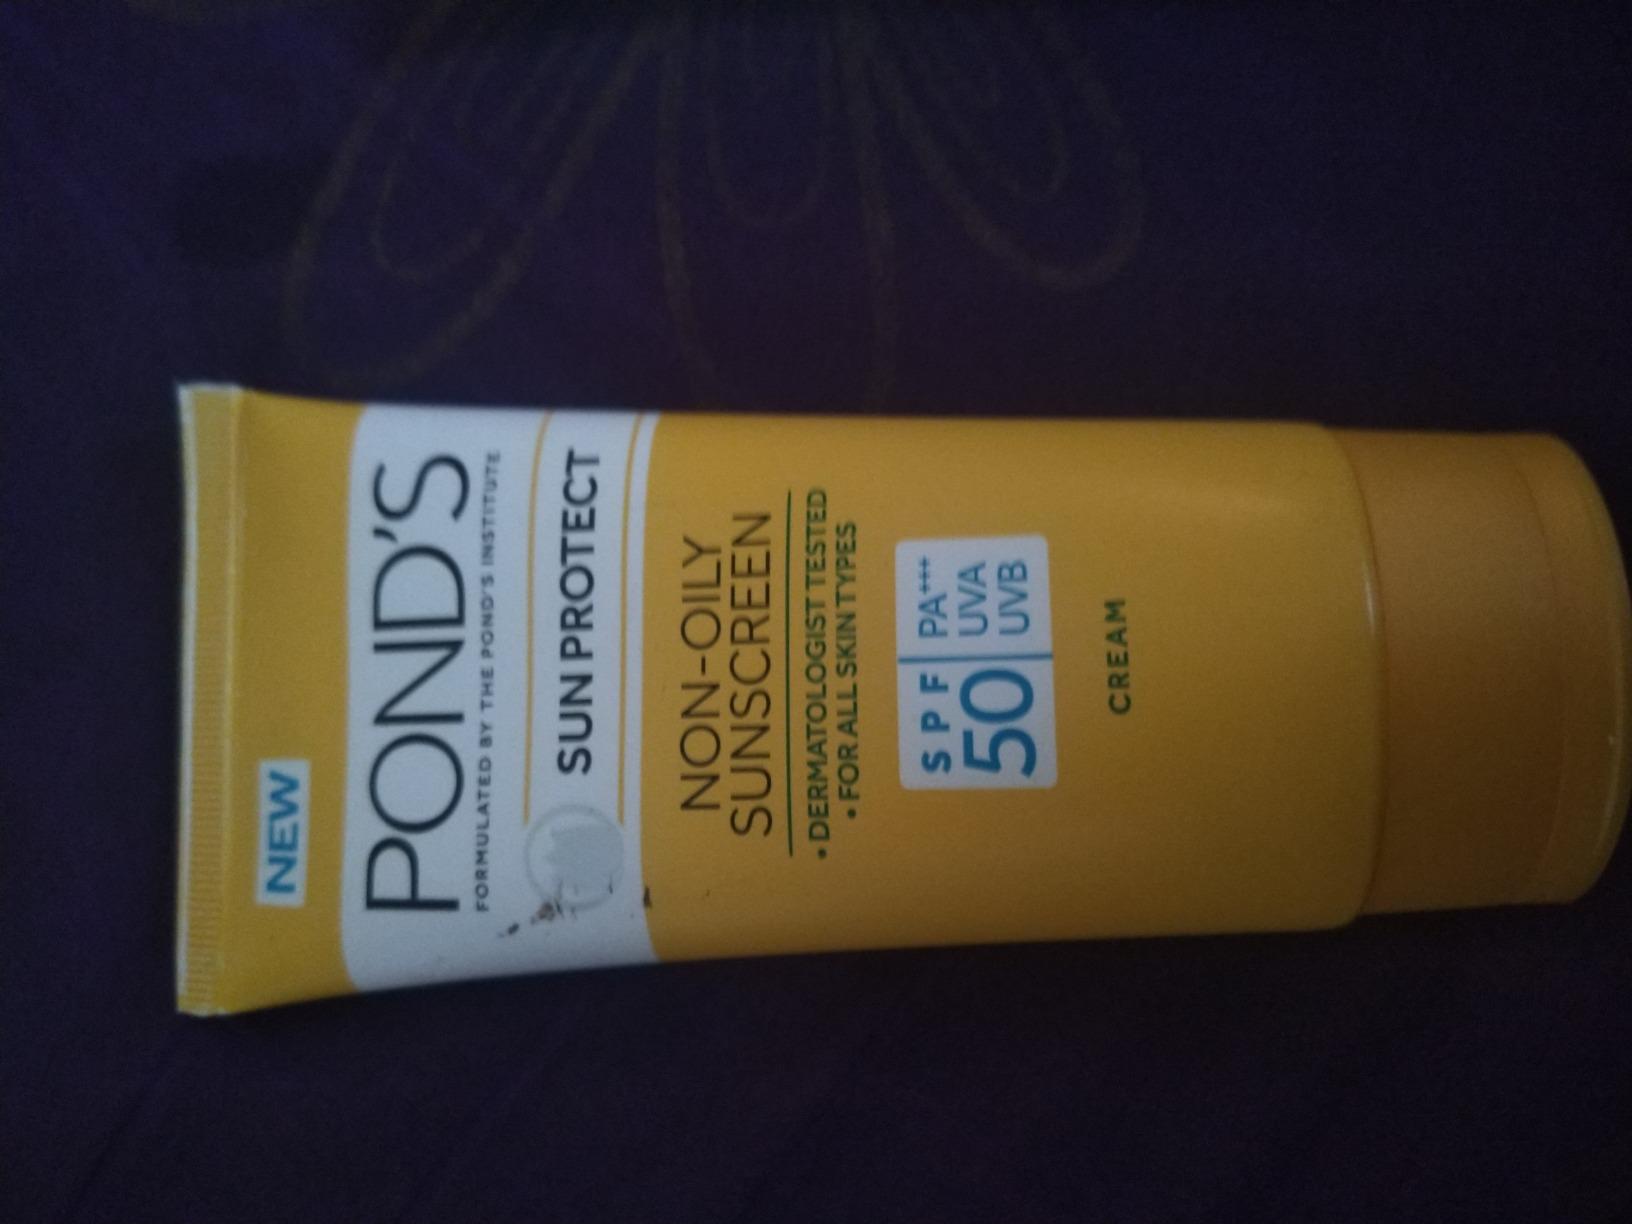 NEW
POND'S
FORMULATED BY THE POND'S INSTITUTE
SUN PROTECT
NON-OILY
SUNSCREEN
• DERMATOLOGIST TESTED
• FOR ALL SKIN TYPES
SPF PA+++
50 UVA
UVB
CREAM